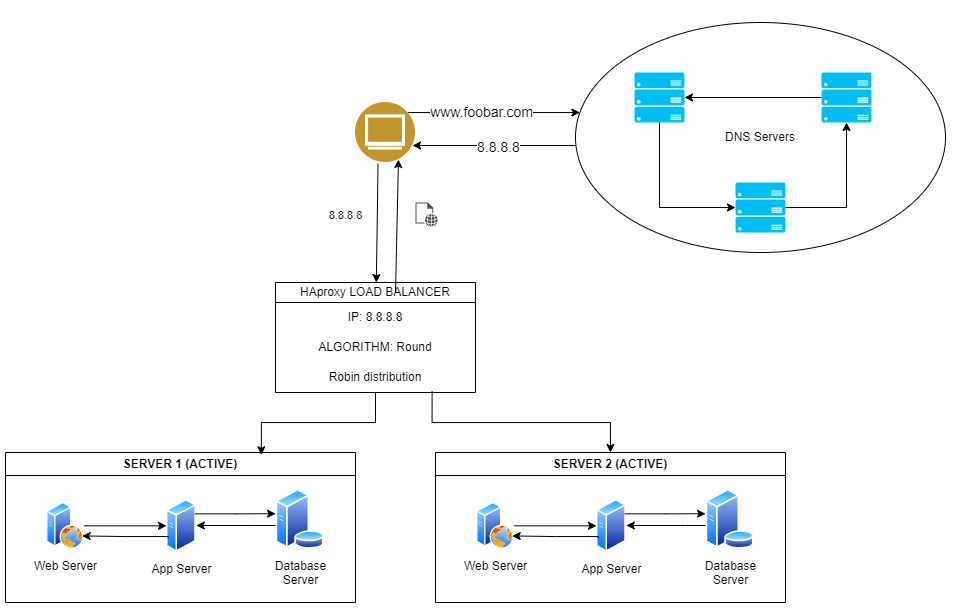 www.foobar.com
8.8.8.8
DNS Servers
8.8.8.8
HAproxy LOAD BALANCER
IP: 8.8.8.8
ALGORITHM: Round
Robin distribution
SERVER 1 (ACTIVE)
Web Server
App Server
Database
Server
SERVER 2 (ACTIVE)
Web Server
App Server
Database
Server